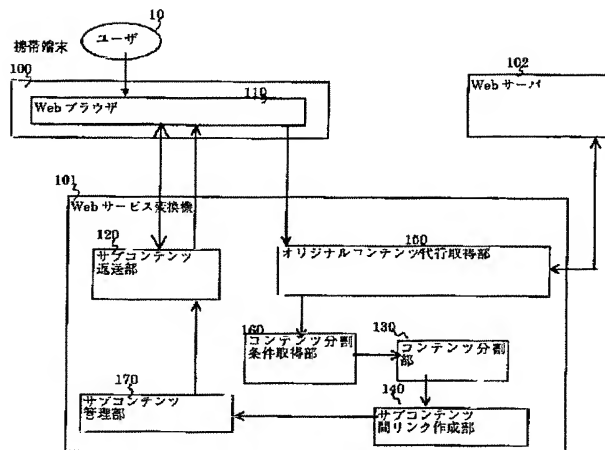 10
ユーザ
携帯端末
100
110
Webブラウザ
102
Webサーバ
101
Webサービス変換機
120
サブコンテンツ
返送部
150
オリジナルコンテンツ代行取得部
160
コンテンツ分割
条件取得部
130
コンテンツ分割
部
170
サブコンテンツ
管理部
140
サブコンテンツ
間リンク作成部